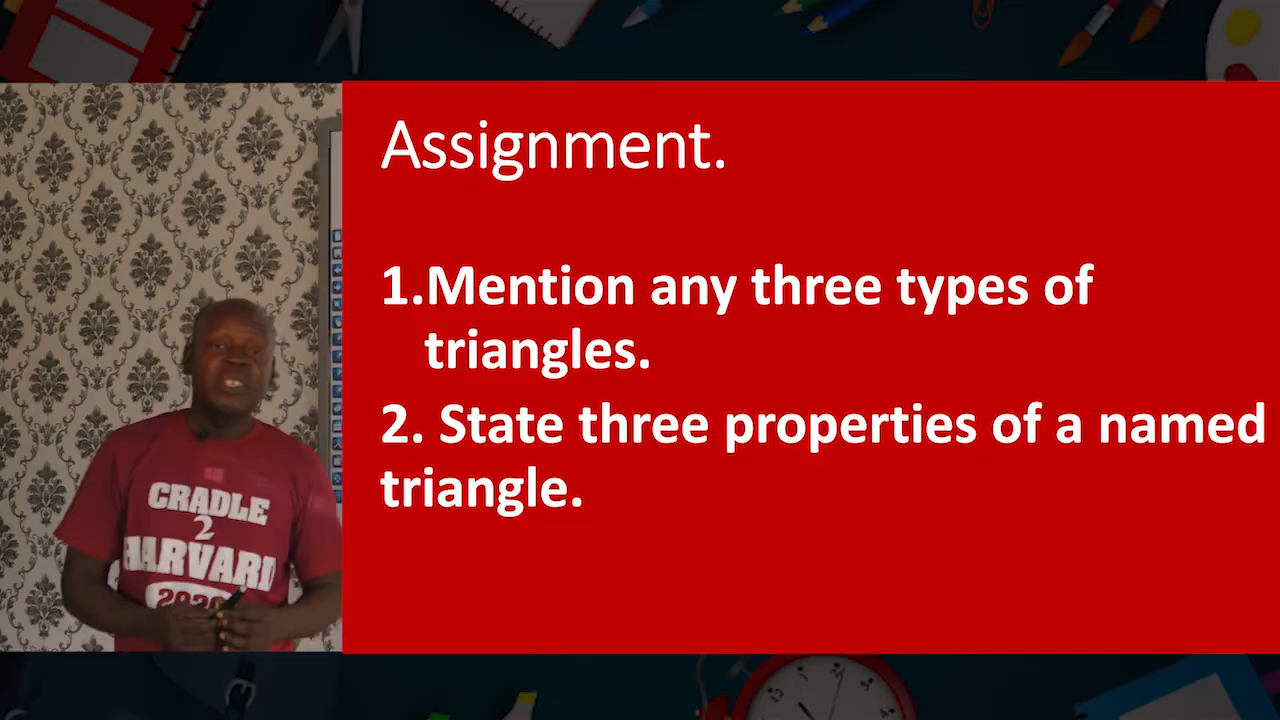 Assignment.
1.Mention any three types of
triangles.
2. State three properties of a named
triangle.
CRADLE
2
HARVARD